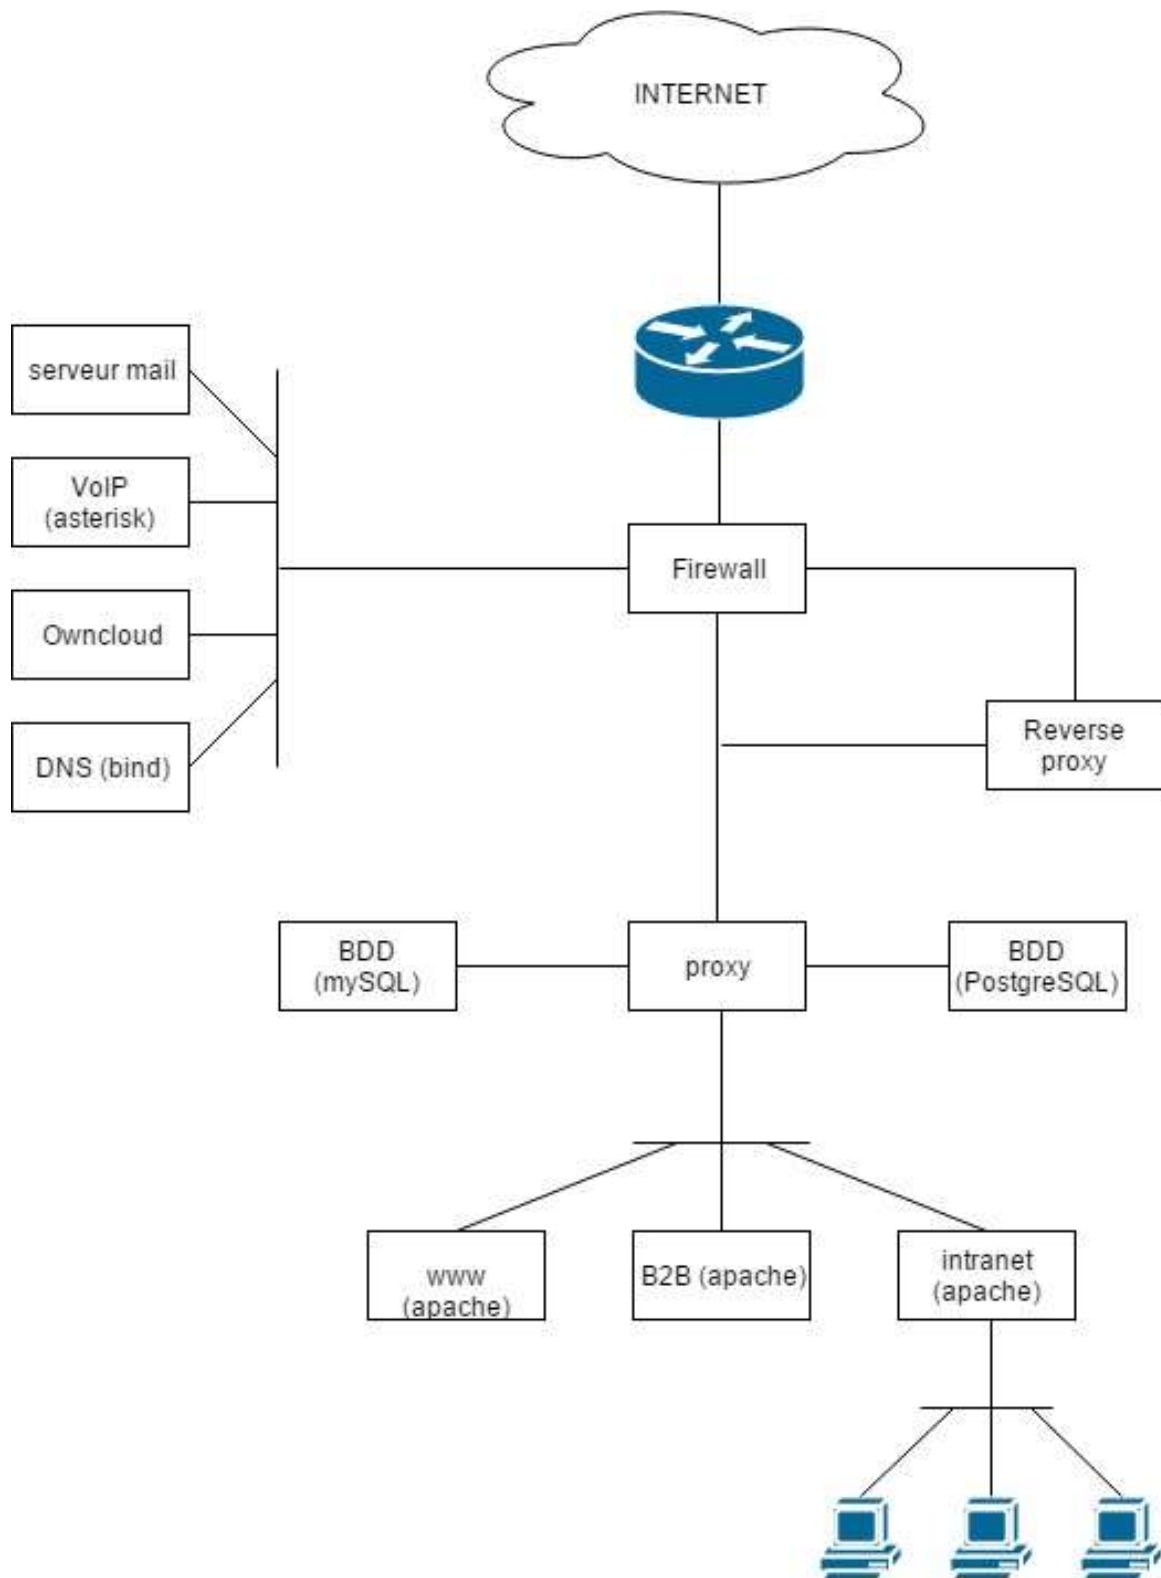 INTERNET
serveur mail
VoIP
(asterisk)
Firewall
Owncloud
Reverse
proxy
DNS (bind)
BDD
(mySQL)
proxy
BDD
(PostgreSQL)
www
(apache)
B2B (apache)
intranet
(apache)